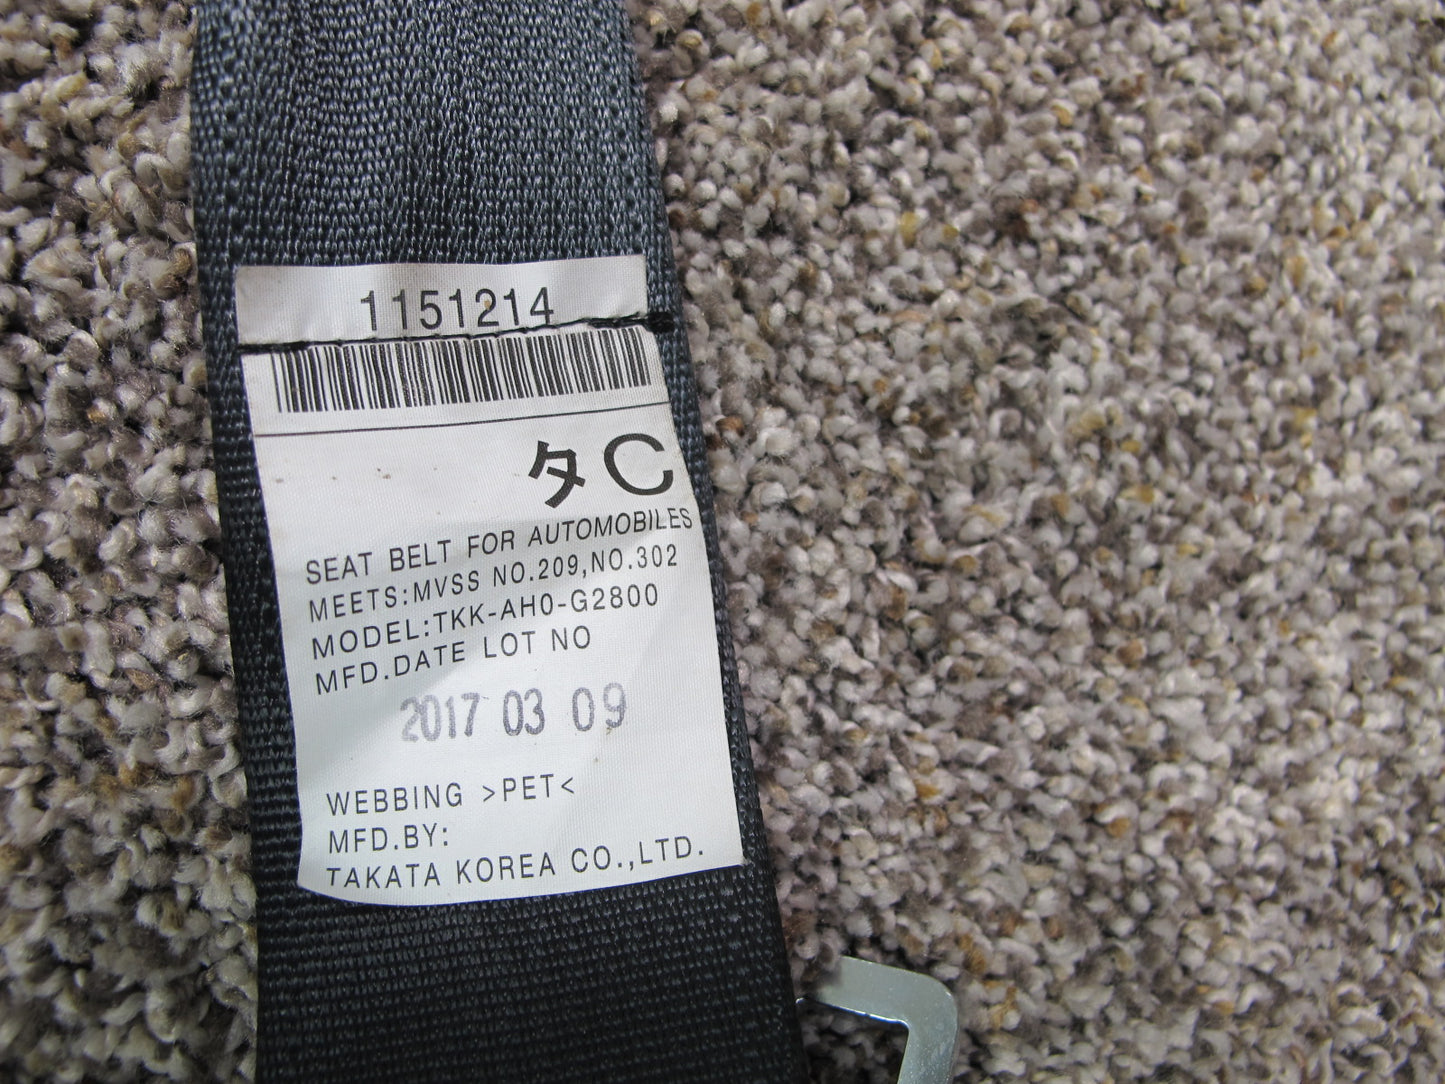 1151214
タ C
SEAT BELT FOR AUTOMOBILES
MEETS:MVSS NO.209,NO.302
MODEL:TKK-AH0-G2800
MFD.DATE LOT NO
2017 03 09
WEBBING >PET<
MFD.BY:
TAKATA KOREA CO.,LTD.